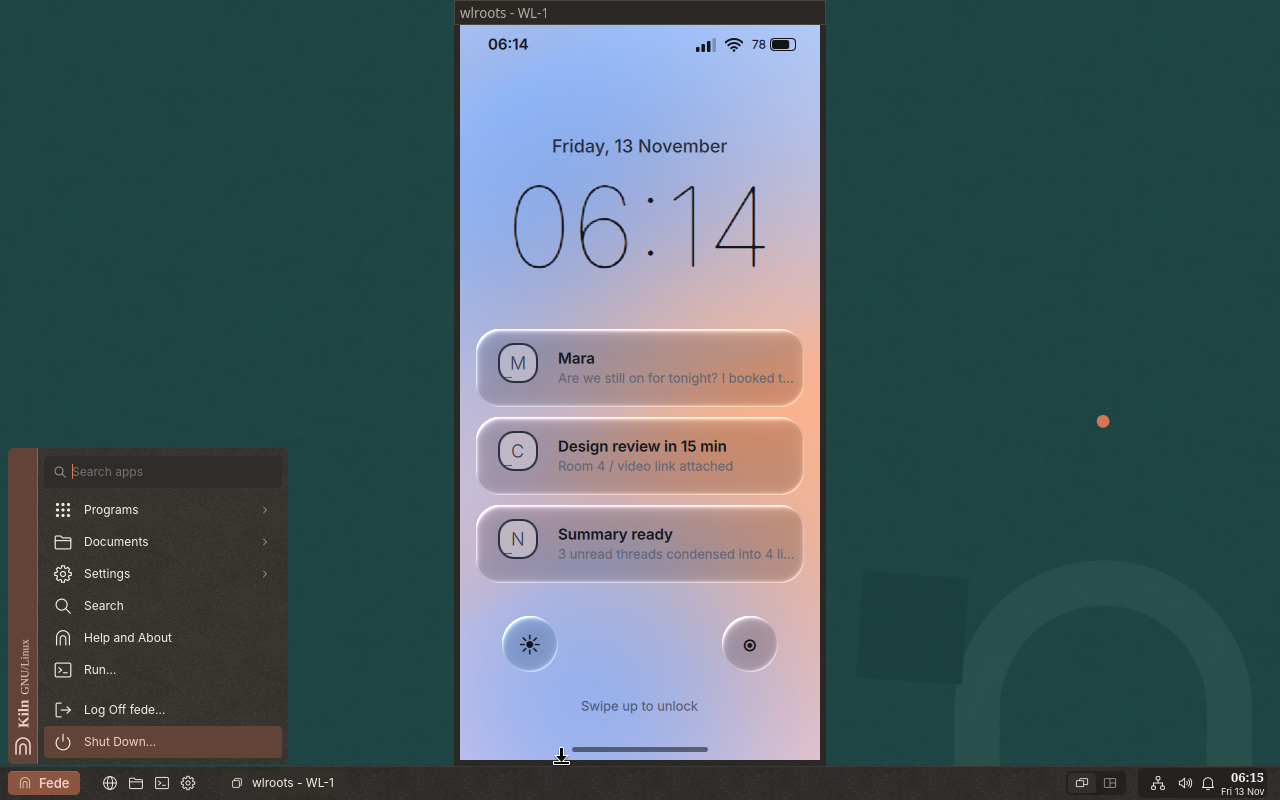 wlroots - WL-1
06:14
78
Friday, 13 November
06:14
M
Mara
Are we still on for tonight? I booked t...
C
Design review in 15 min
Room 4 / video link attached
N
Summary ready
3 unread threads condensed into 4 li...
Swipe up to unlock
Search apps
Programs
Documents
Settings
Search
Help and About
Run...
Log Off fede...
Shut Down...
Kiln GNU/Linux
Fede
wlroots - WL-1
06:15
Fri 13 Nov